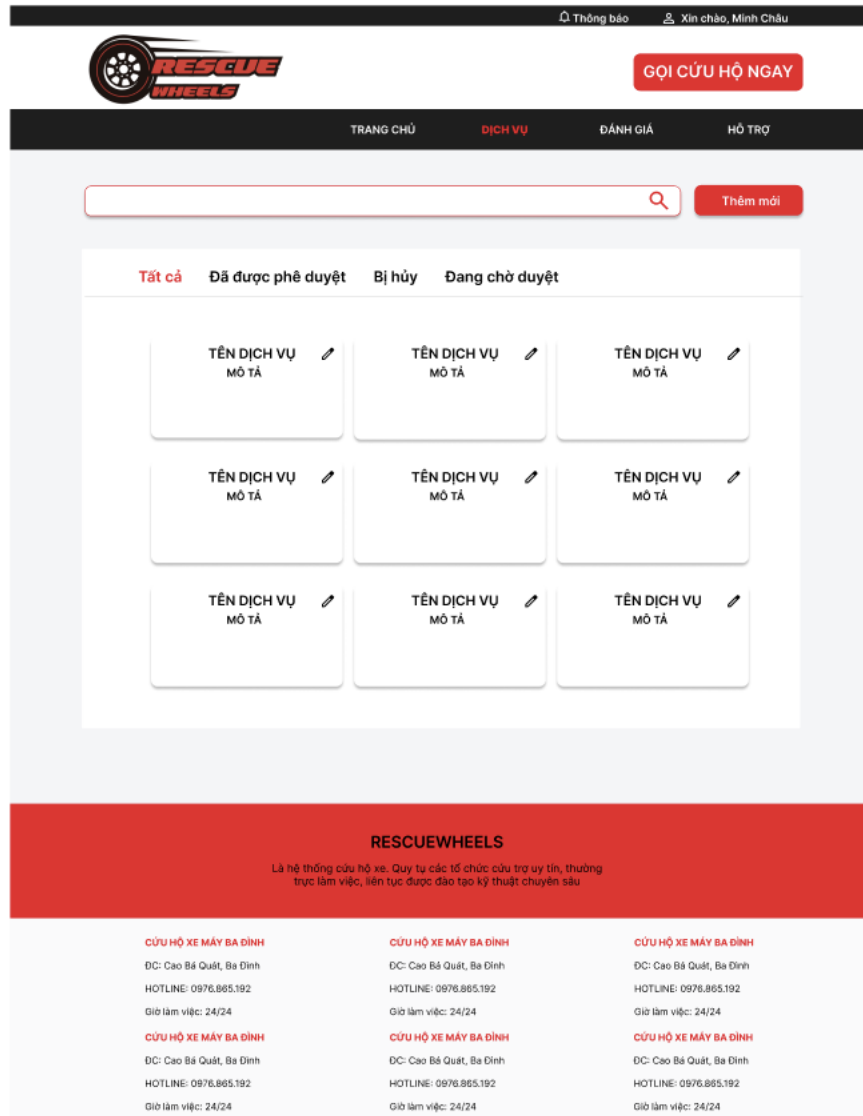 Thông báo Xin chào, Minh Châu
RESCUE
WHEELS
GỌI CỨU HỘ NGAY
TRANG CHỦ DỊCH VỤ ĐÁNH GIÁ HỖ TRỢ
Thêm mới
Tất cả Đã được phê duyệt Bị hủy Đang chờ duyệt
TÊN DỊCH VỤ TÊN DỊCH VỤ TÊN DỊCH VỤ
MÔ TẢ MÔ TẢ MÔ TẢ
TÊN DỊCH VỤ TÊN DỊCH VỤ TÊN DỊCH VỤ
MÔ TẢ MÔ TẢ MÔ TẢ
TÊN DỊCH VỤ TÊN DỊCH VỤ TÊN DỊCH VỤ
MÔ TẢ MÔ TẢ MÔ TẢ
RESCUEWHEELS
Là hệ thống cứu hộ xe. Quy tụ các tổ chức cứu trợ uy tín, thường
trực làm việc, liên tục được đào tạo kỹ thuật chuyên sâu
CỨU HỘ XE MÁY BA ĐÌNH CỨU HỘ XE MÁY BA ĐÌNH CỨU HỘ XE MÁY BA ĐÌNH
ĐC: Cao Bá Quát, Ba Đình ĐC: Cao Bá Quát, Ba Đình ĐC: Cao Bá Quát, Ba Đình
HOTLINE: 0976.865.192 HOTLINE: 0976.865.192 HOTLINE: 0976.865.192
Giờ làm việc: 24/24 Giờ làm việc: 24/24 Giờ làm việc: 24/24
CỨU HỘ XE MÁY BA ĐÌNH CỨU HỘ XE MÁY BA ĐÌNH CỨU HỘ XE MÁY BA ĐÌNH
ĐC: Cao Bá Quát, Ba Đình ĐC: Cao Bá Quát, Ba Đình ĐC: Cao Bá Quát, Ba Đình
HOTLINE: 0976.865.192 HOTLINE: 0976.865.192 HOTLINE: 0976.865.192
Giờ làm việc: 24/24 Giờ làm việc: 24/24 Giờ làm việc: 24/24